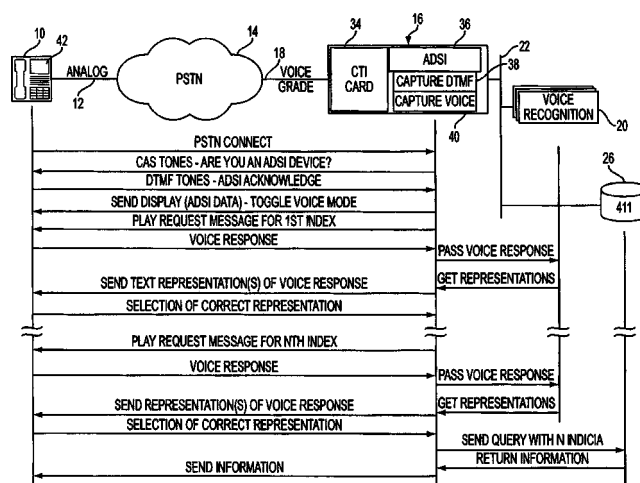 10
42
14
34
16
36
22
ANALOG
12
PSTN
18
VOICE
GRADE
CTI
CARD
ADSI
CAPTURE DTMF
38
CAPTURE VOICE
40
VOICE
RECOGNITION
20
26
411
PSTN CONNECT
CAS TONES - ARE YOU AN ADSI DEVICE?
DTMF TONES - ADSI ACKNOWLEDGE
SEND DISPLAY (ADSI DATA) - TOGGLE VOICE MODE
PLAY REQUEST MESSAGE FOR 1ST INDEX
VOICE RESPONSE
PASS VOICE RESPONSE
SEND TEXT REPRESENTATION(S) OF VOICE RESPONSE
GET REPRESENTATIONS
SELECTION OF CORRECT REPRESENTATION
PLAY REQUEST MESSAGE FOR NTH INDEX
VOICE RESPONSE
PASS VOICE RESPONSE
SEND REPRESENTATION(S) OF VOICE RESPONSE
GET REPRESENTATIONS
SELECTION OF CORRECT REPRESENTATION
SEND QUERY WITH N INDICIA
SEND INFORMATION
RETURN INFORMATION